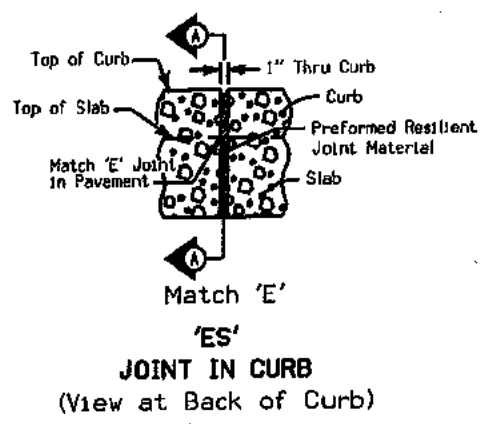 A
Top of Curb
1" Thru Curb
Curb
Top of Slab
Preformed Resilient
Joint Material
Match 'E' Joint
in Pavement
Slab
A
Match 'E'
'ES'
JOINT IN CURB
(View at Back of Curb)